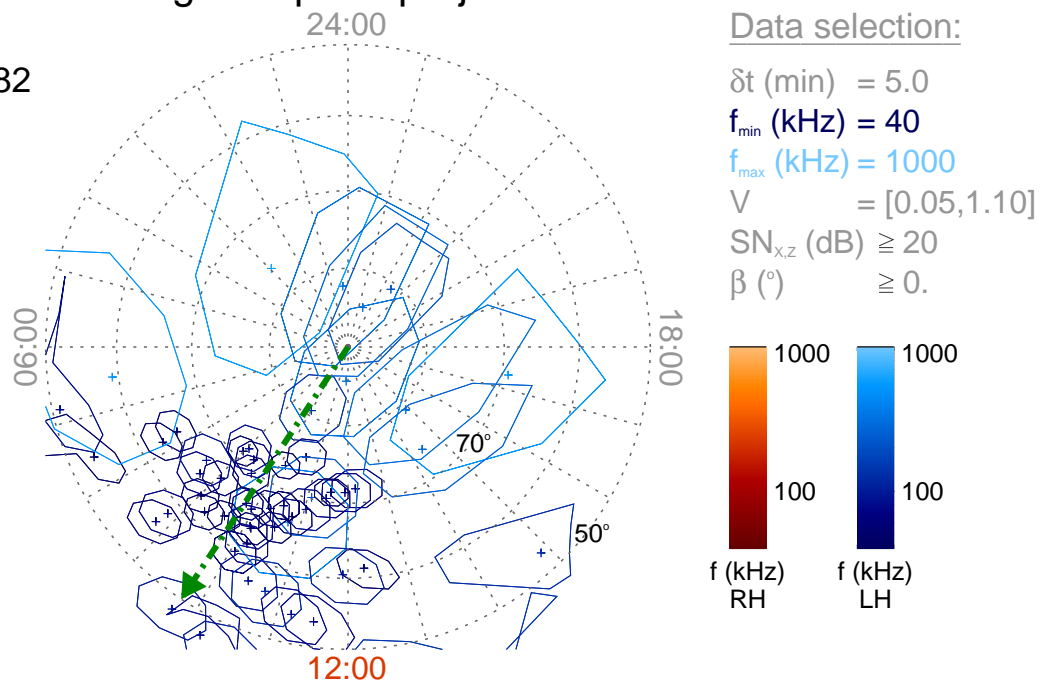 24:00
82
06:00
18:00
70°
50°
12:00
Data selection:
δt (min) = 5.0
fmin (kHz) = 40
fmax (kHz) = 1000
V = [0.05,1.10]
SNX,Z (dB) ≧ 20
β (°) ≧ 0.
1000
1000
100
100
f (kHz)
RH
f (kHz)
LH